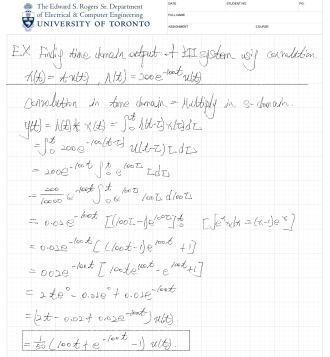 The Edward S. Rogers Sr. Department
of Electrical & Computer Engineering
UNIVERSITY OF TORONTO
DATE STUDENT NO. PG
FULL NAME
ASSIGNMENT COURSE
EX. Find time domain output of LTI system using convolution.
x(t) = t u(t) , h(t) = 200e^{-100t} u(t)
Convolution in time domain = Multiply in s-domain.
y(t) = h(t)*x(t) = ∫_0^t h(t-τ)x(τ)dτ
= ∫_0^t 200e^{-100(t-τ)} u(t-τ) τ dτ
= 200e^{-100t} ∫_0^t e^{100τ} τ dτ
= 200/10000 e^{-100t} ∫_0^t e^{100τ} 100τ d100τ
= 0.02e^{-100t} [(100τ-1)e^{100τ}]_0^t [∫e^x x dx = (x-1)e^x]
= 0.02e^{-100t} [(100t-1)e^{100t} +1]
= 0.02e^{-100t} [100te^{100t} - e^{100t} +1]
= 2te^0 - 0.02e^0 + 0.02e^{-100t}
= (2t - 0.02 + 0.02e^{-100t}) u(t).
= 1/50 (100t + e^{-100t} - 1) u(t).